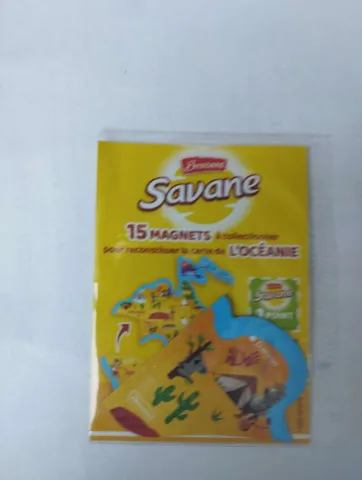 Brossard
Savane
15 MAGNETS à collectionner
pour reconstituer la carte de L'OCÉANIE
Savane
1 POINT